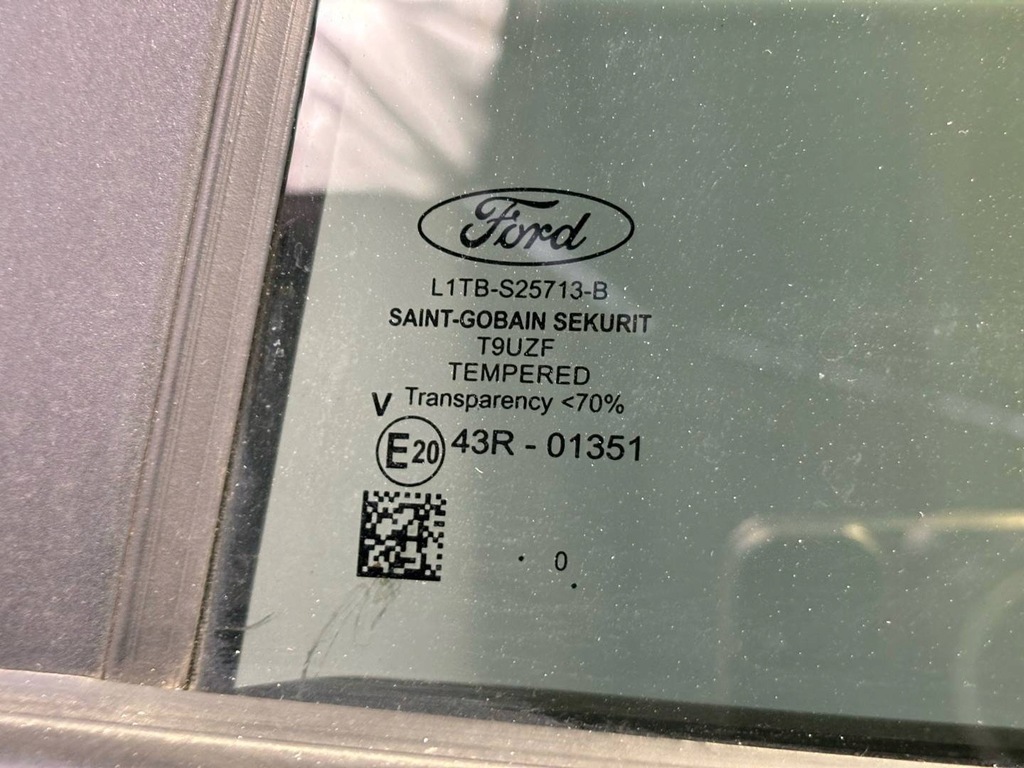 Ford
L1TB-S25713-B
SAINT-GOBAIN SEKURIT
T9UZF
TEMPERED
V Transparency <70%
E20 43R - 01351
. 0 .